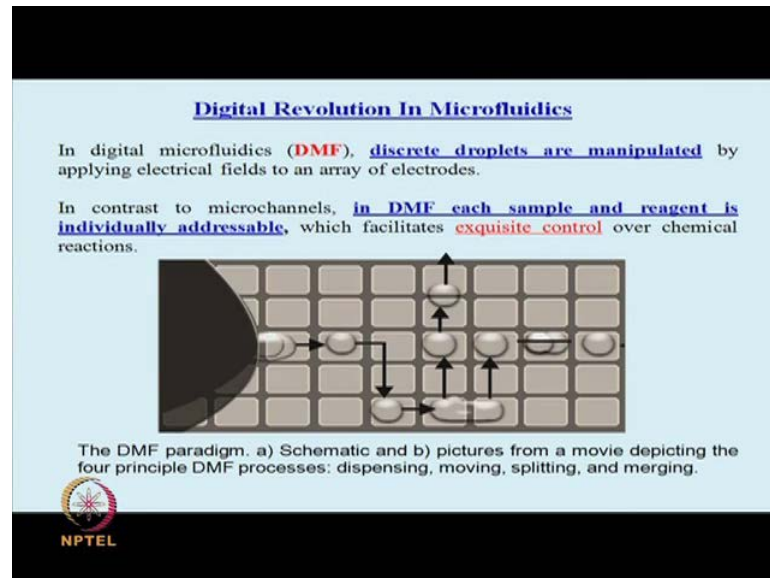 Digital Revolution In Microfluidics
In digital microfluidics (DMF), discrete droplets are manipulated by
applying electrical fields to an array of electrodes.
In contrast to microchannels, in DMF each sample and reagent is
individually addressable, which facilitates exquisite control over chemical
reactions.
The DMF paradigm. a) Schematic and b) pictures from a movie depicting the
four principle DMF processes: dispensing, moving, splitting, and merging.
NPTEL